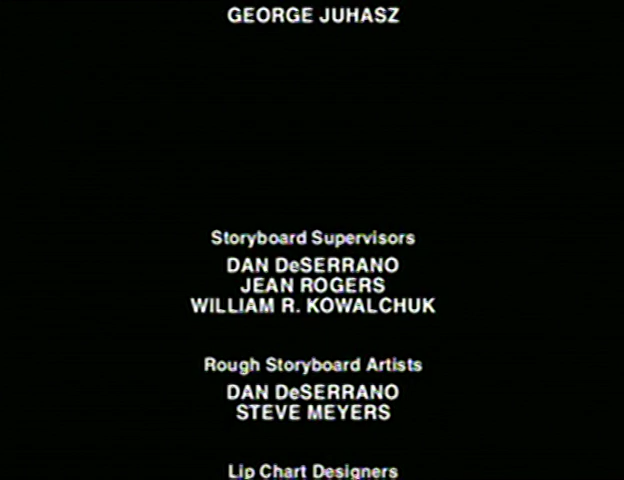 GEORGE JUHASZ
Storyboard Supervisors
DAN DeSERRANO
JEAN ROGERS
WILLIAM R. KOWALCHUK
Rough Storyboard Artists
DAN DeSERRANO
STEVE MEYERS
Lip Chart Designers